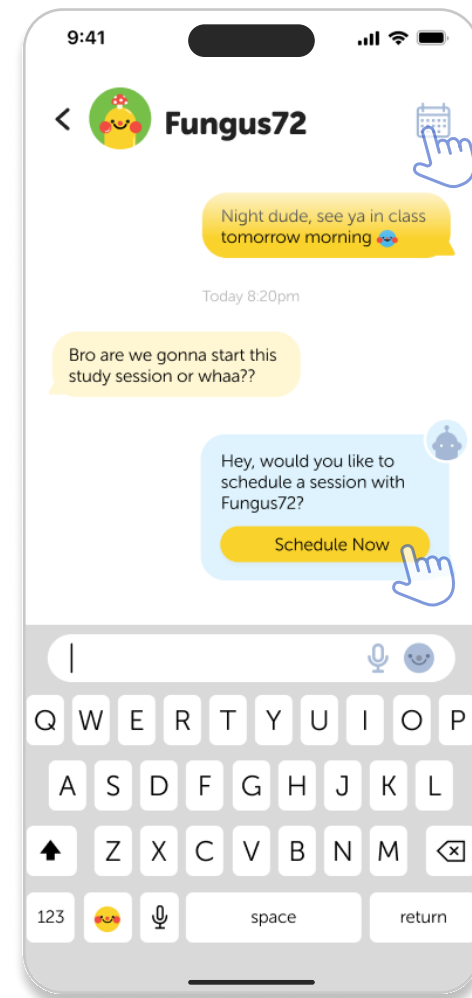 9:41
Fungus72
Night dude, see ya in class
tomorrow morning
Today 8:20pm
Bro are we gonna start this
study session or whaa??
Hey, would you like to
schedule a session with
Fungus72?
Schedule Now
Q W E R T Y U I O P
A S D F G H J K L
Z X C V B N M
123 space return